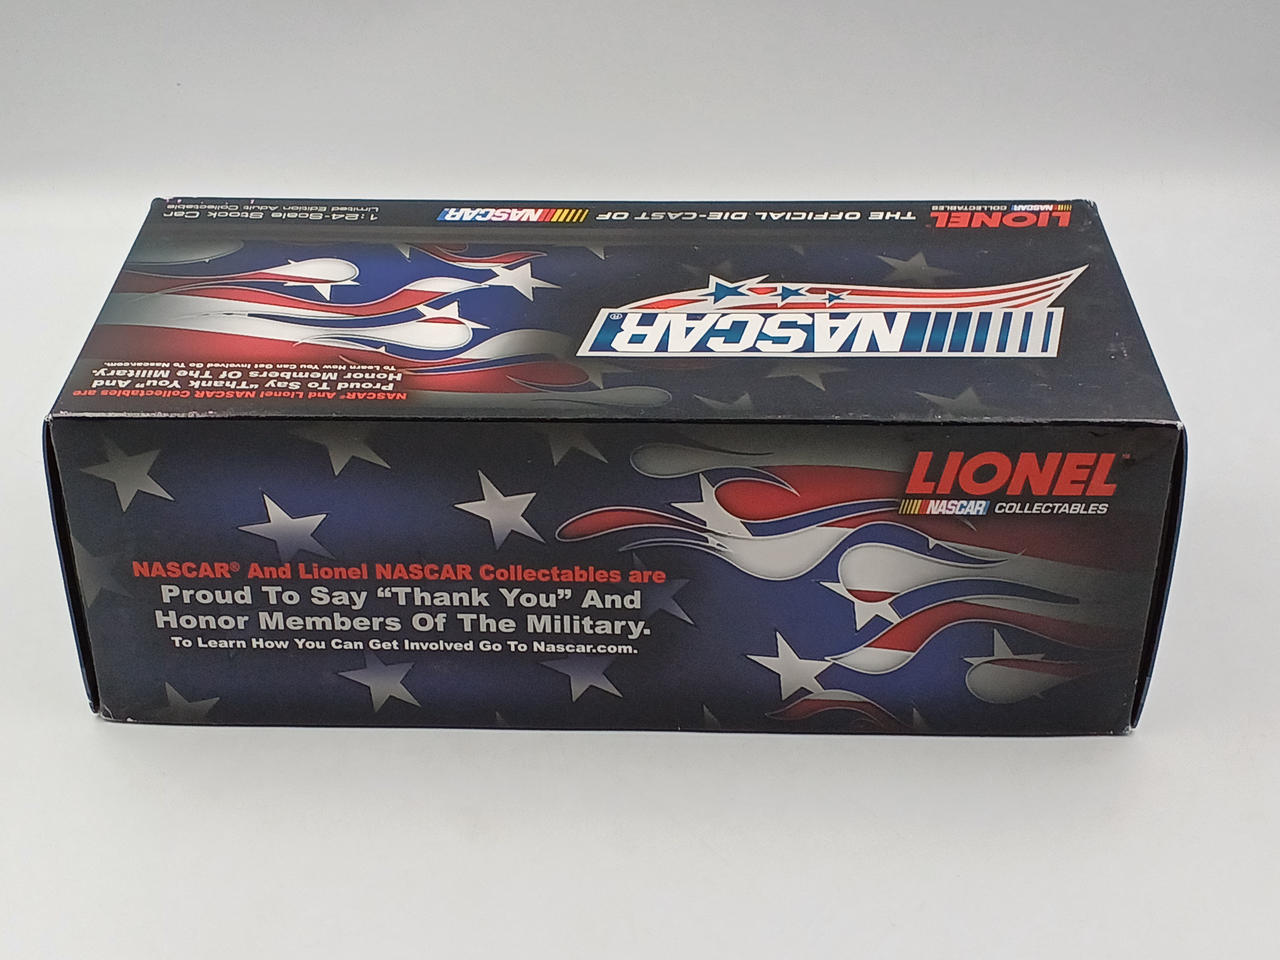 1:24-Scale Stock Car
Limited Edition Adult Collectable
THE OFFICIAL DIE-CAST OF NASCAR
LIONEL
NASCAR COLLECTABLES
NASCAR®
NASCAR® And Lionel NASCAR Collectables are
Proud To Say “Thank You” And
Honor Members Of The Military.
To Learn How You Can Get Involved Go To Nascar.com.
LIONEL™
NASCAR COLLECTABLES
NASCAR® And Lionel NASCAR Collectables are
Proud To Say “Thank You” And
Honor Members Of The Military.
To Learn How You Can Get Involved Go To Nascar.com.